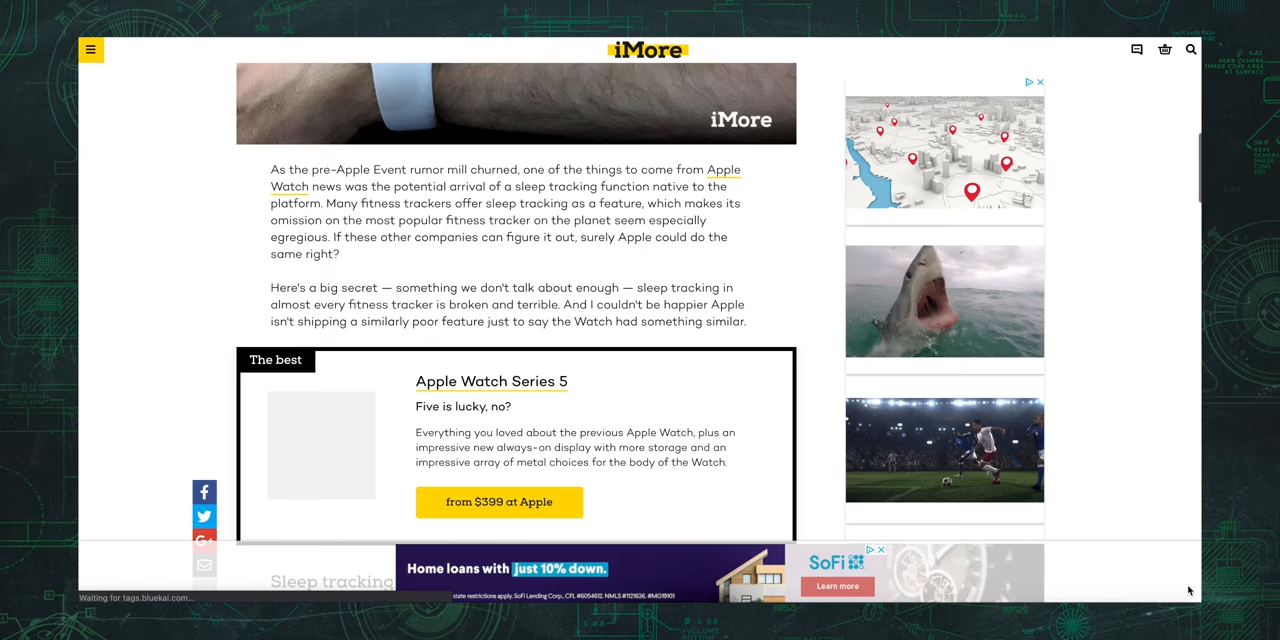 iMore
iMore
As the pre-Apple Event rumor mill churned, one of the things to come from Apple
Watch news was the potential arrival of a sleep tracking function native to the
platform. Many fitness trackers offer sleep tracking as a feature, which makes its
omission on the most popular fitness tracker on the planet seem especially
egregious. If these other companies can figure it out, surely Apple could do the
same right?
Here's a big secret — something we don't talk about enough — sleep tracking in
almost every fitness tracker is broken and terrible. And I couldn't be happier Apple
isn't shipping a similarly poor feature just to say the Watch had something similar.
The best
Apple Watch Series 5
Five is lucky, no?
Everything you loved about the previous Apple Watch, plus an
impressive new always-on display with more storage and an
impressive array of metal choices for the body of the Watch.
from $399 at Apple
G+
Sleep tracking
Home loans with just 10% down.
state restrictions apply. SoFi Lending Corp., CFL #6054612. NMLS #1121636. #MG19101
SoFi
Learn more
Waiting for tags.bluekai.com...